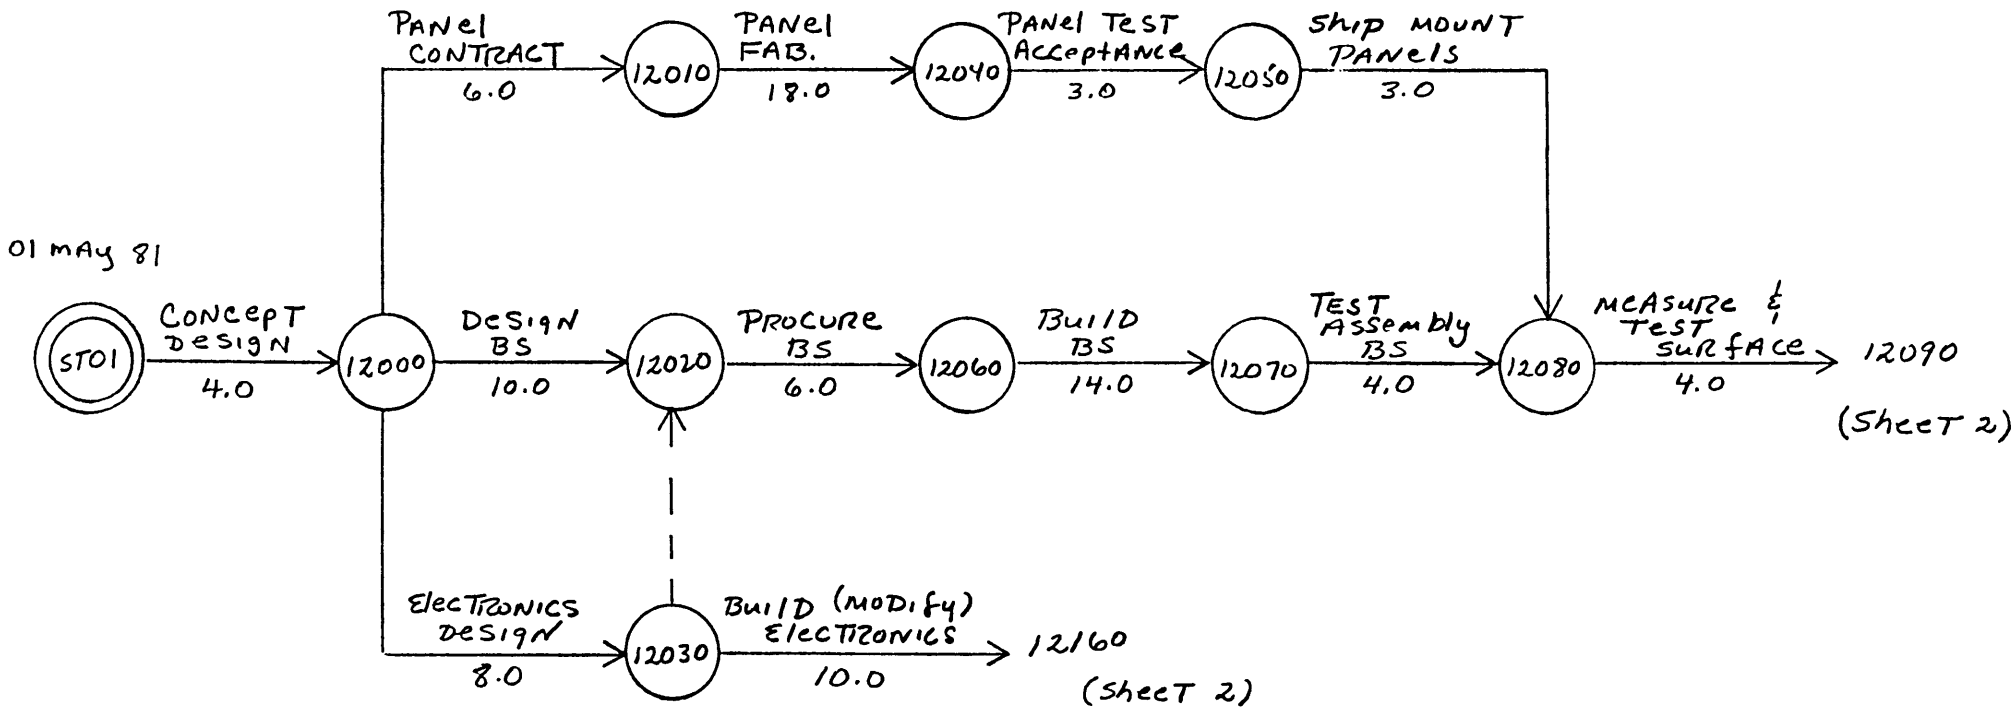 PANEL
CONTRACT
6.0
12010
PANEL
FAB.
18.0
12040
PANEL TEST
ACCEPTANCE
3.0
12050
SHIP MOUNT
PANELS
3.0
01 MAY 81
ST01
CONCEPT
DESIGN
4.0
12000
DESIGN
BS
10.0
12020
PROCURE
BS
6.0
12060
BUILD
BS
14.0
12070
TEST
ASSEMBLY
BS
4.0
12080
MEASURE &
TEST
SURFACE
4.0
12090
(SHEET 2)
ELECTRONICS
DESIGN
8.0
12030
BUILD (MODIFY)
ELECTRONICS
10.0
12160
(SHEET 2)